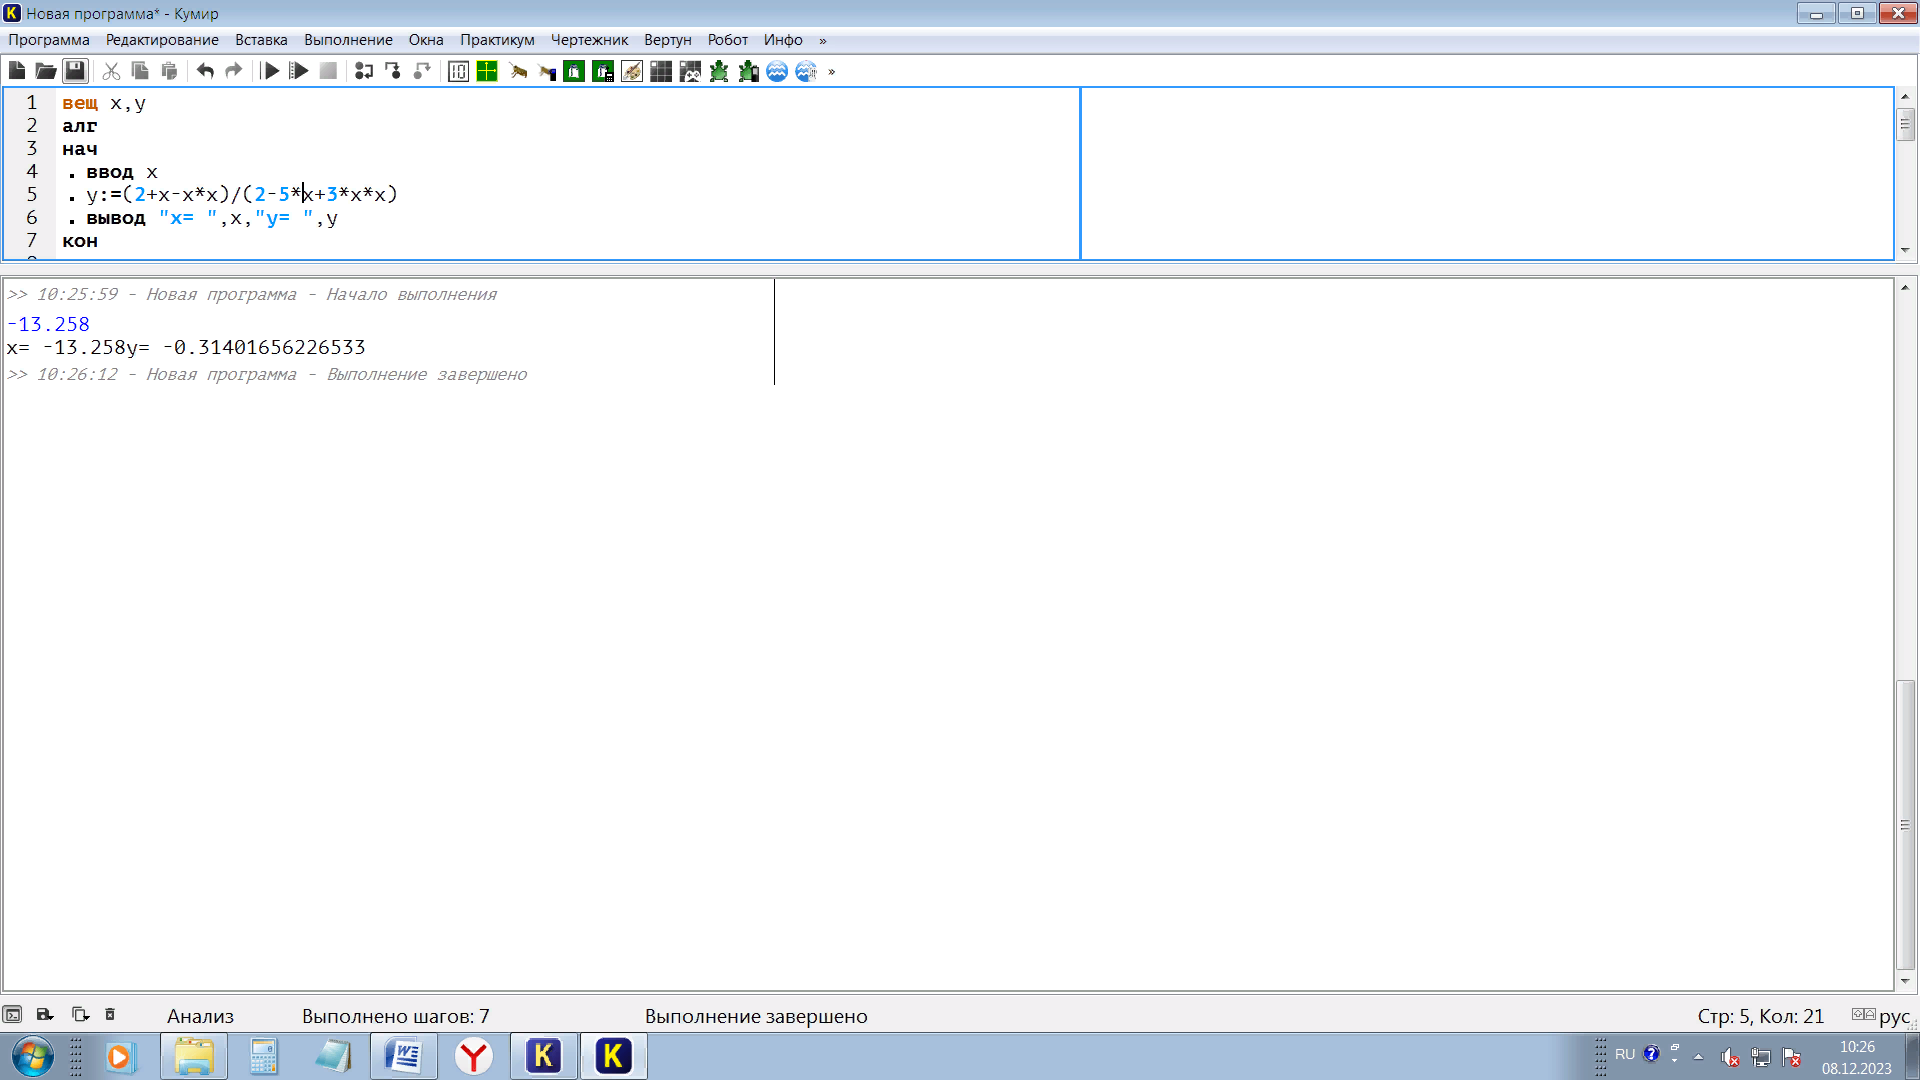 Новая программа* - Кумир
Программа Редактирование Вставка Выполнение Окна Практикум Чертежник Вертун Робот Инфо »
»
1 вещ x,y
2 алг
3 нач
4 . ввод x
5 . y:=(2+x-x*x)/(2-5*x+3*x*x)
6 . вывод "x= ",x,"y= ",y
7 кон
>> 10:25:59 - Новая программа - Начало выполнения
-13.258
x= -13.258y= -0.31401656226533
>> 10:26:12 - Новая программа - Выполнение завершено
Анализ Выполнено шагов: 7 Выполнение завершено Стр: 5, Кол: 21 рус
RU 10:26
08.12.2023